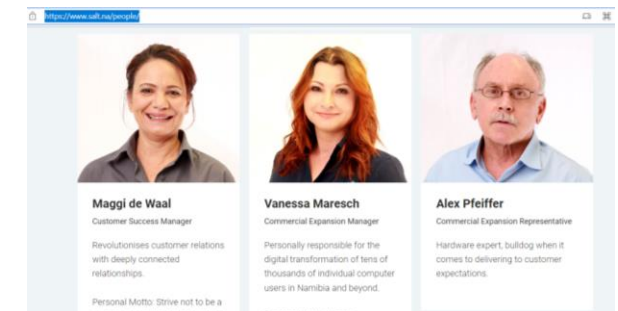 https://www.salt.na/people/
Maggi de Waal
Customer Success Manager
Revolutionises customer relations
with deeply connected
relationships.
Personal Motto: Strive not to be a
Vanessa Maresch
Commercial Expansion Manager
Personally responsible for the
digital transformation of tens of
thousands of individual computer
users in Namibia and beyond.
Alex Pfeiffer
Commercial Expansion Representative
Hardware expert, bulldog when it
comes to delivering to customer
expectations.